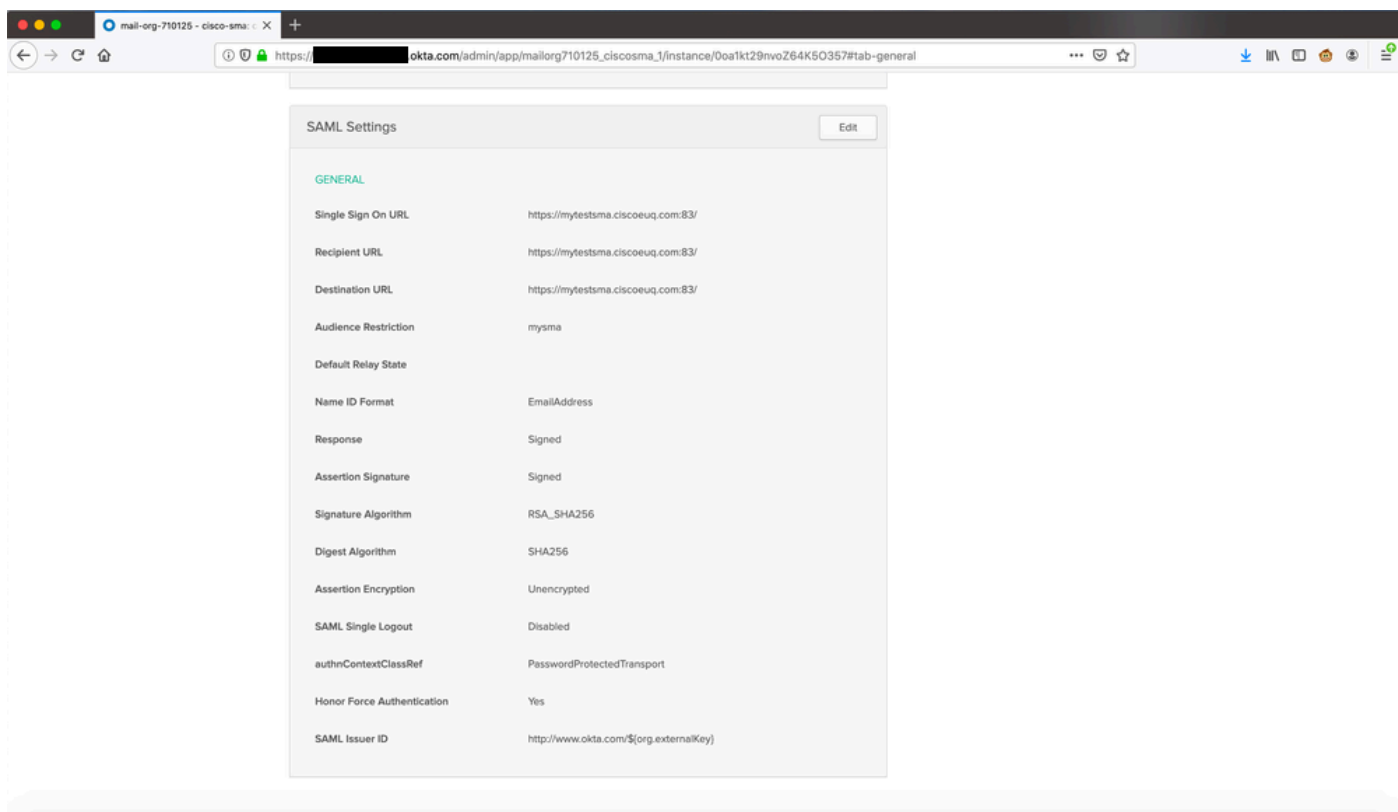 mail-org-710125 - cisco-sma: c
https:// okta.com/admin/app/mailorg710125_ciscosma_1/instance/0oa1kt29nvoZ64K5O357#tab-general
SAML Settings
Edit
GENERAL
Single Sign On URL https://mytestsma.ciscoeuq.com:83/
Recipient URL https://mytestsma.ciscoeuq.com:83/
Destination URL https://mytestsma.ciscoeuq.com:83/
Audience Restriction mysma
Default Relay State
Name ID Format EmailAddress
Response Signed
Assertion Signature Signed
Signature Algorithm RSA_SHA256
Digest Algorithm SHA256
Assertion Encryption Unencrypted
SAML Single Logout Disabled
authnContextClassRef PasswordProtectedTransport
Honor Force Authentication Yes
SAML Issuer ID http://www.okta.com/${org.externalKey}